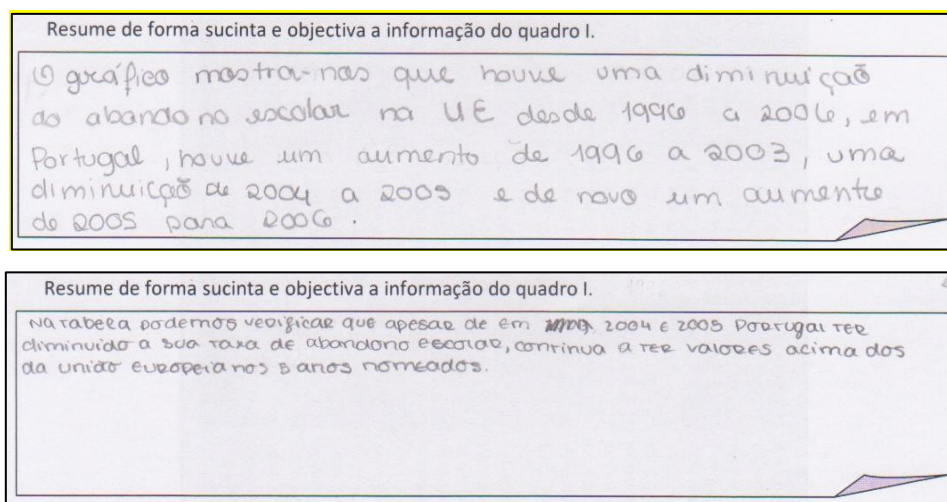 Resume de forma sucinta e objectiva a informação do quadro I.
O gráfico mostra-nos que houve uma diminuição
do abandono escolar na UE desde 1996 a 2006, em
Portugal, houve um aumento de 1996 a 2003, uma
diminuição de 2004 a 2005 e de novo um aumento
de 2005 para 2006.
Resume de forma sucinta e objectiva a informação do quadro I.
Na tabela podemos verificar que apesar de em 2004 e 2005 Portugal ter
diminuido a sua taxa de abandono escolar, continua a ter valores acima dos
da união europeia nos 5 anos nomeados.